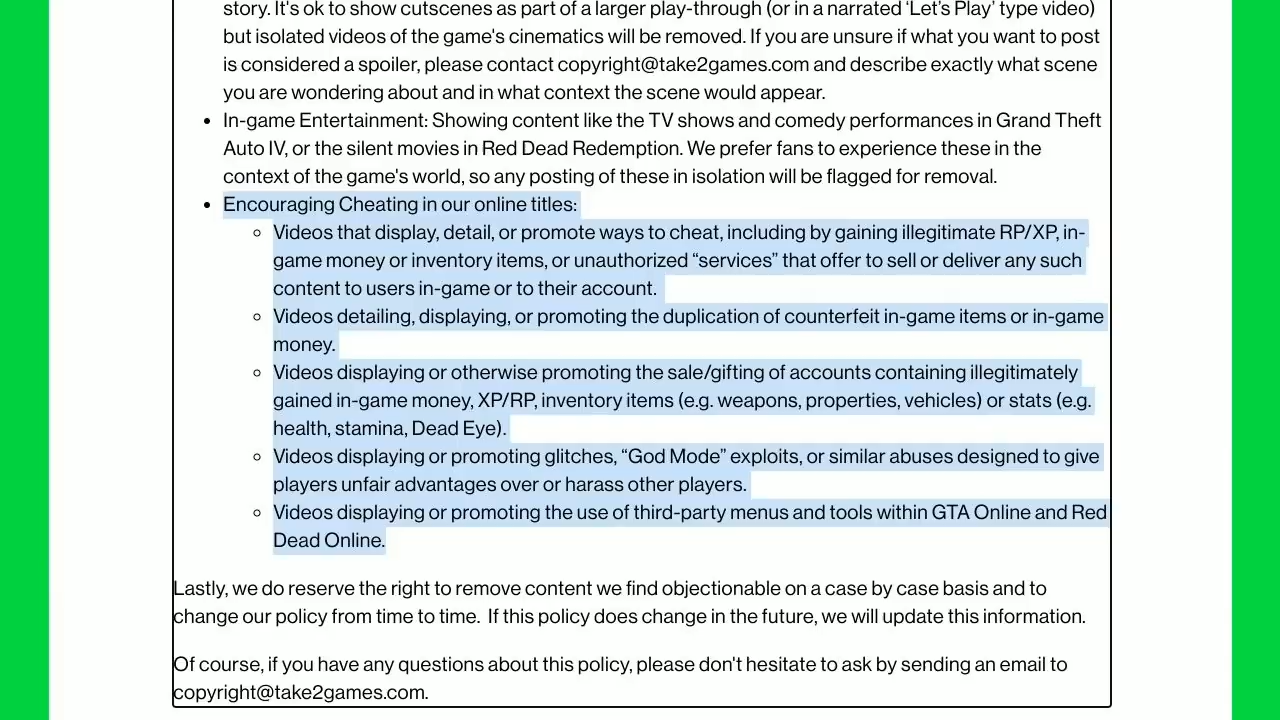 story. It's ok to show cutscenes as part of a larger play-through (or in a narrated ‘Let’s Play’ type video)
but isolated videos of the game's cinematics will be removed. If you are unsure if what you want to post
is considered a spoiler, please contact copyright@take2games.com and describe exactly what scene
you are wondering about and in what context the scene would appear.
• In-game Entertainment: Showing content like the TV shows and comedy performances in Grand Theft
Auto IV, or the silent movies in Red Dead Redemption. We prefer fans to experience these in the
context of the game's world, so any posting of these in isolation will be flagged for removal.
• Encouraging Cheating in our online titles:
◦ Videos that display, detail, or promote ways to cheat, including by gaining illegitimate RP/XP, in-
game money or inventory items, or unauthorized “services” that offer to sell or deliver any such
content to users in-game or to their account.
◦ Videos detailing, displaying, or promoting the duplication of counterfeit in-game items or in-game
money.
◦ Videos displaying or otherwise promoting the sale/gifting of accounts containing illegitimately
gained in-game money, XP/RP, inventory items (e.g. weapons, properties, vehicles) or stats (e.g.
health, stamina, Dead Eye).
◦ Videos displaying or promoting glitches, “God Mode” exploits, or similar abuses designed to give
players unfair advantages over or harass other players.
◦ Videos displaying or promoting the use of third-party menus and tools within GTA Online and Red
Dead Online.
Lastly, we do reserve the right to remove content we find objectionable on a case by case basis and to
change our policy from time to time.  If this policy does change in the future, we will update this information.
Of course, if you have any questions about this policy, please don't hesitate to ask by sending an email to
copyright@take2games.com.